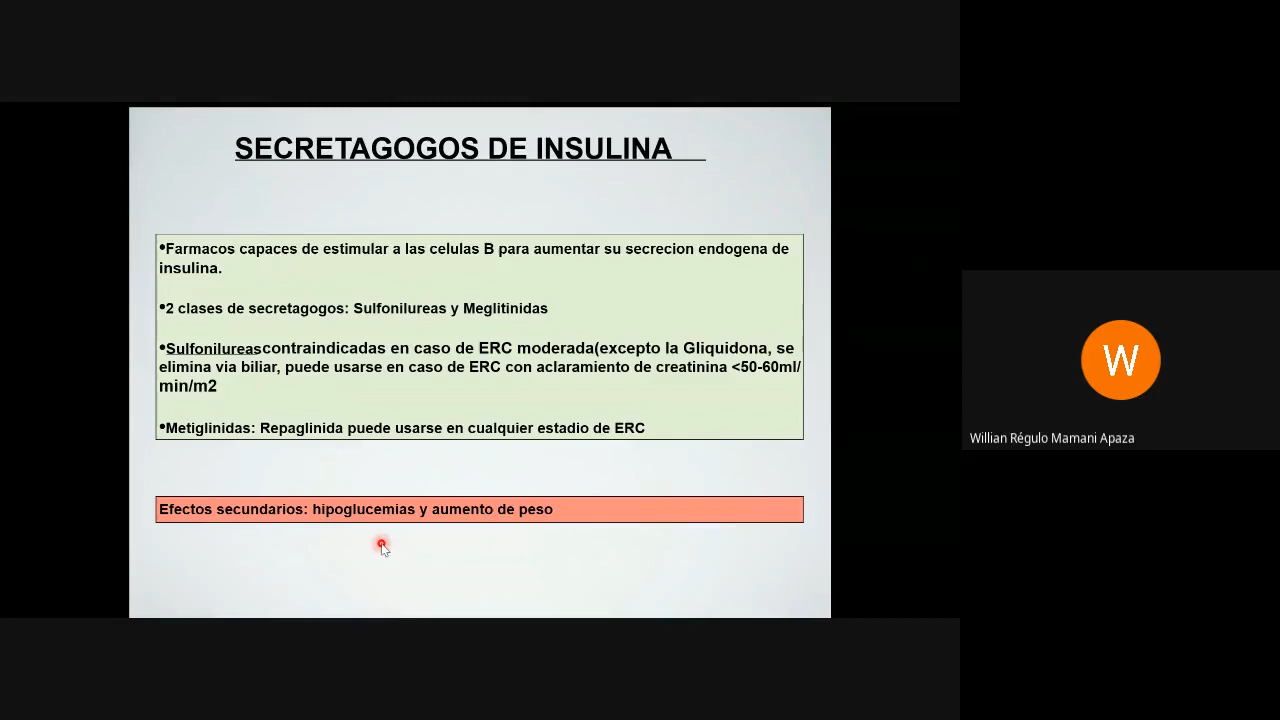 SECRETAGOGOS DE INSULINA
•Farmacos capaces de estimular a las celulas B para aumentar su secrecion endogena de
insulina.
•2 clases de secretagogos: Sulfonilureas y Meglitinidas
•Sulfonilureascontraindicadas en caso de ERC moderada(excepto la Gliquidona, se
elimina via biliar, puede usarse en caso de ERC con aclaramiento de creatinina <50-60ml/
min/m2
•Metiglinidas: Repaglinida puede usarse en cualquier estadio de ERC
Efectos secundarios: hipoglucemias y aumento de peso
W
Willian Régulo Mamani Apaza